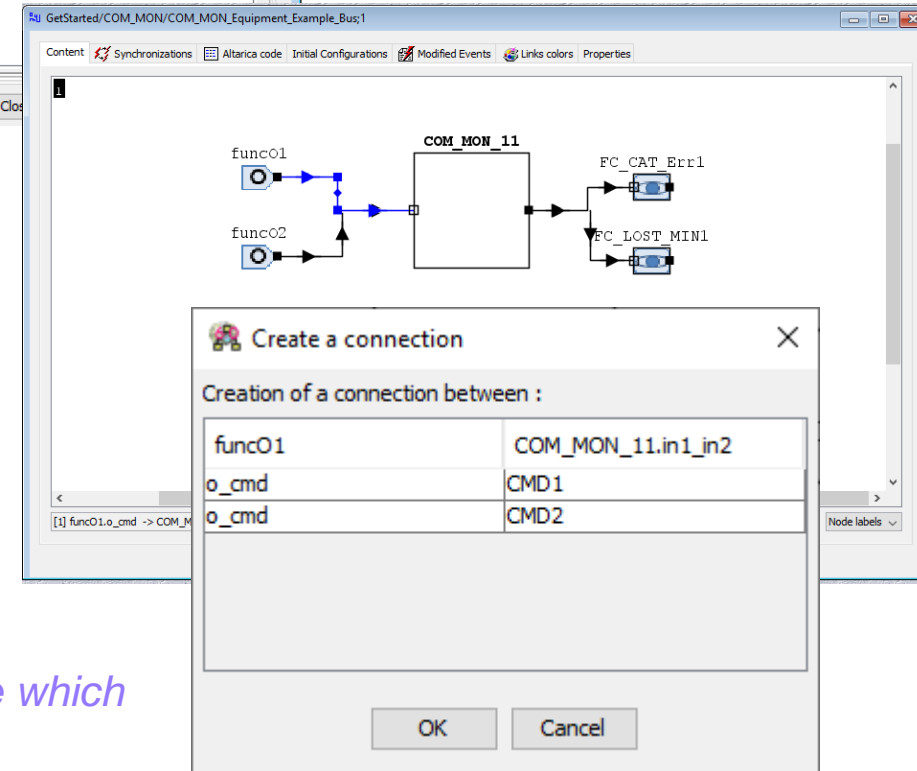 GetStarted/COM_MON/COM_MON_Equipment_Example_Bus;1
Content Synchronizations Altarica code Initial Configurations Modified Events Links colors Properties
Clos
1
funcO1
COM_MON_11
FC_CAT_Err1
funcO2
FC_LOST_MIN1
Create a connection
Creation of a connection between :
funcO1 COM_MON_11.in1_in2
o_cmd CMD1
o_cmd CMD2
[1] funcO1.o_cmd -> COM_M
Node labels
which
OK Cancel